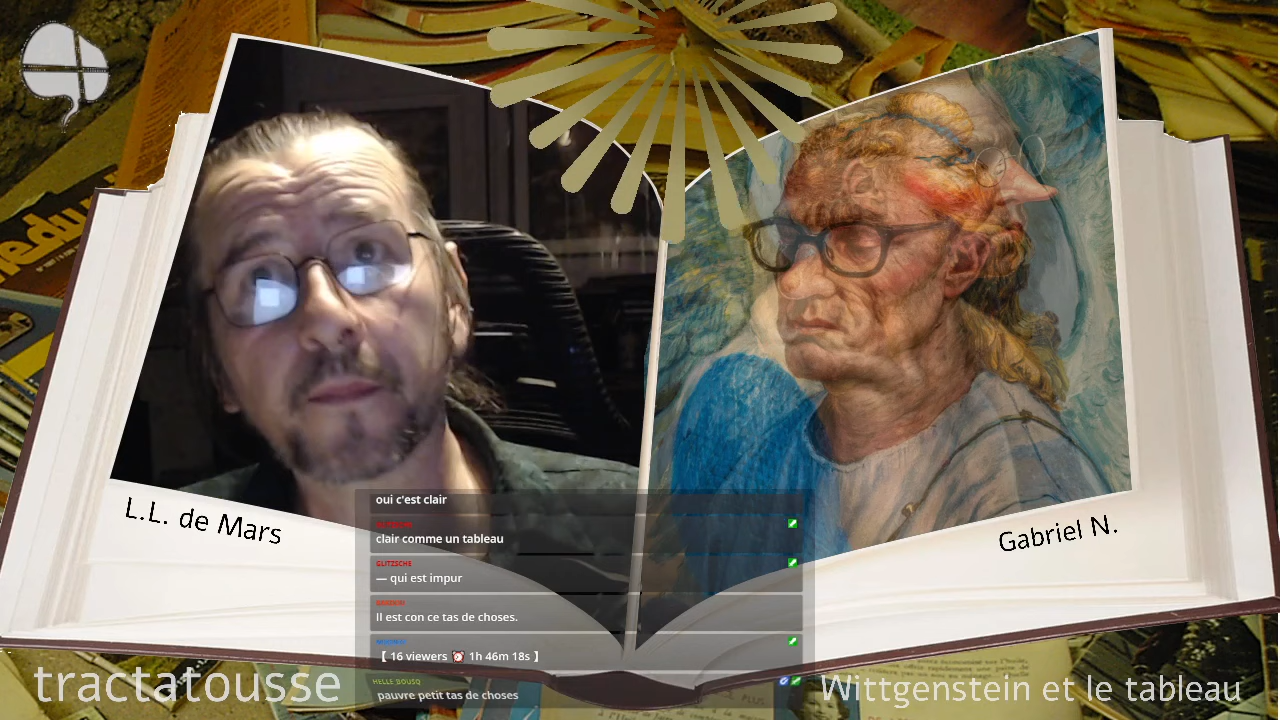 L.L. de Mars
Gabriel N.
oui c'est clair
clair comme un tableau
GLITZSCHE
— qui est impur
Il est con ce tas de choses.
【 16 viewers ⏰ 1h 46m 18s 】
HELLE_BOUSQ
pauvre petit tas de choses
tractatousse
Wittgenstein et le tableau